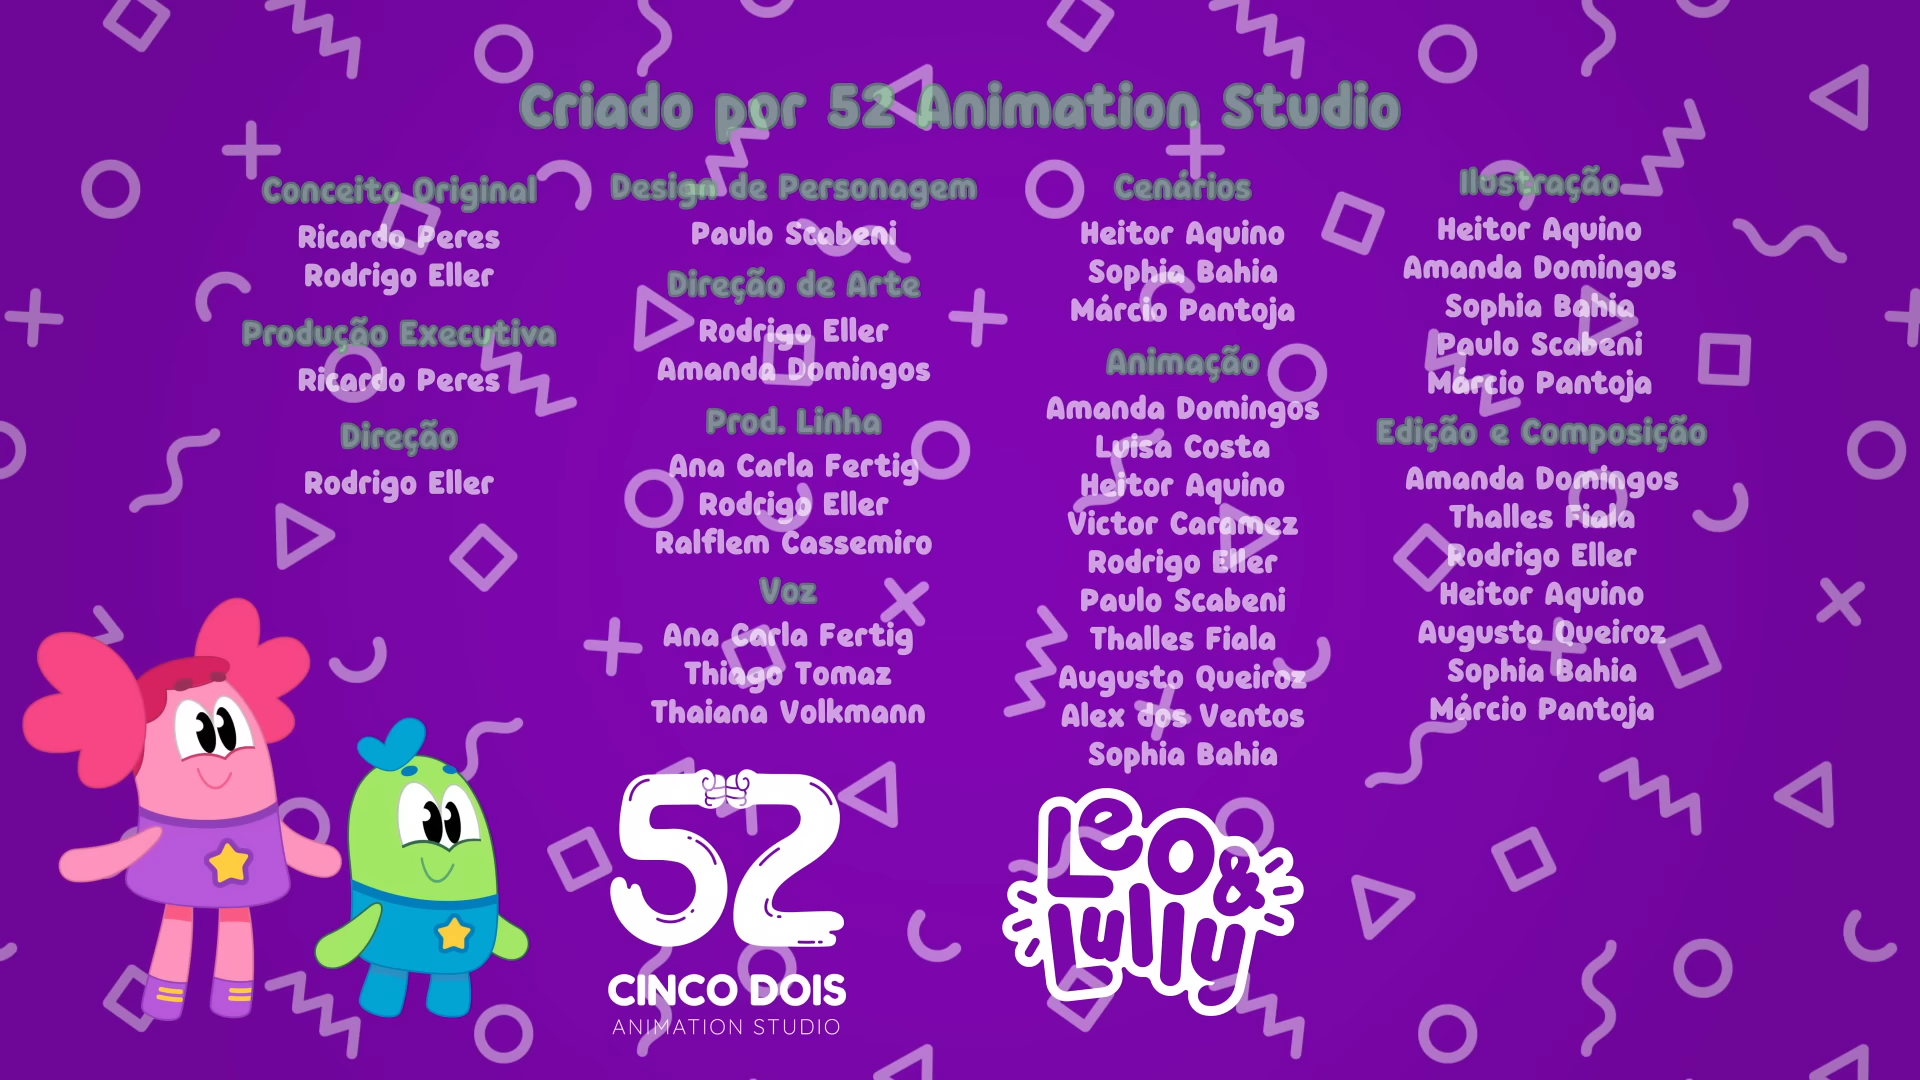 Criado por 52 Animation Studio
Conceito Original
Ricardo Peres
Rodrigo Eller
Produção Executiva
Ricardo Peres
Direção
Rodrigo Eller
Design de Personagem
Paulo Scabeni
Direção de Arte
Rodrigo Eller
Amanda Domingos
Prod. Linha
Ana Carla Fertig
Rodrigo Eller
Ralflem Cassemiro
Voz
Ana Carla Fertig
Thiago Tomaz
Thaiana Volkmann
Cenários
Heitor Aquino
Sophia Bahia
Márcio Pantoja
Animação
Amanda Domingos
Luisa Costa
Heitor Aquino
Victor Caramez
Rodrigo Eller
Paulo Scabeni
Thalles Fiala
Augusto Queiroz
Alex dos Ventos
Sophia Bahia
Ilustração
Heitor Aquino
Amanda Domingos
Sophia Bahia
Paulo Scabeni
Márcio Pantoja
Edição e Composição
Amanda Domingos
Thalles Fiala
Rodrigo Eller
Heitor Aquino
Augusto Queiroz
Sophia Bahia
Márcio Pantoja
52
CINCO DOIS
ANIMATION STUDIO
Leo &
Lully